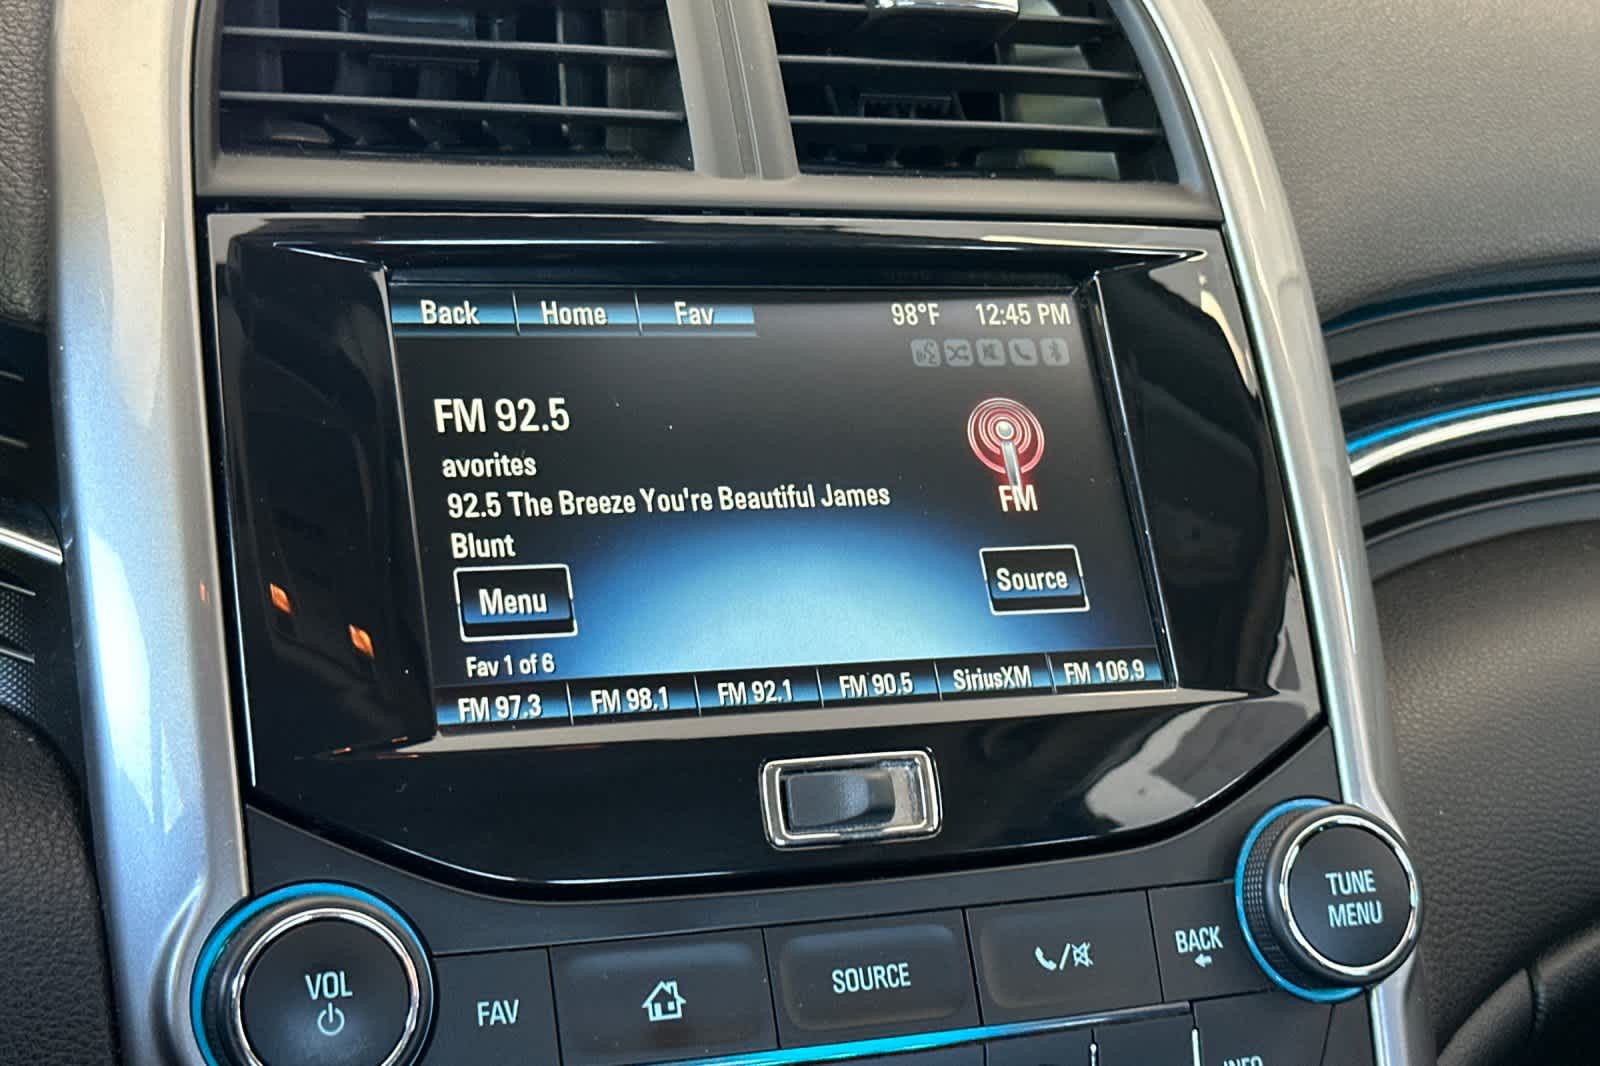 Back Home Fav 98°F 12:45 PM
FM 92.5
avorites
92.5 The Breeze You're Beautiful James
Blunt
FM
Menu
Source
Fav 1 of 6
FM 97.3 FM 98.1 FM 92.1 FM 90.5 SiriusXM FM 106.9
TUNE
MENU
VOL
FAV
SOURCE
BACK
INFO